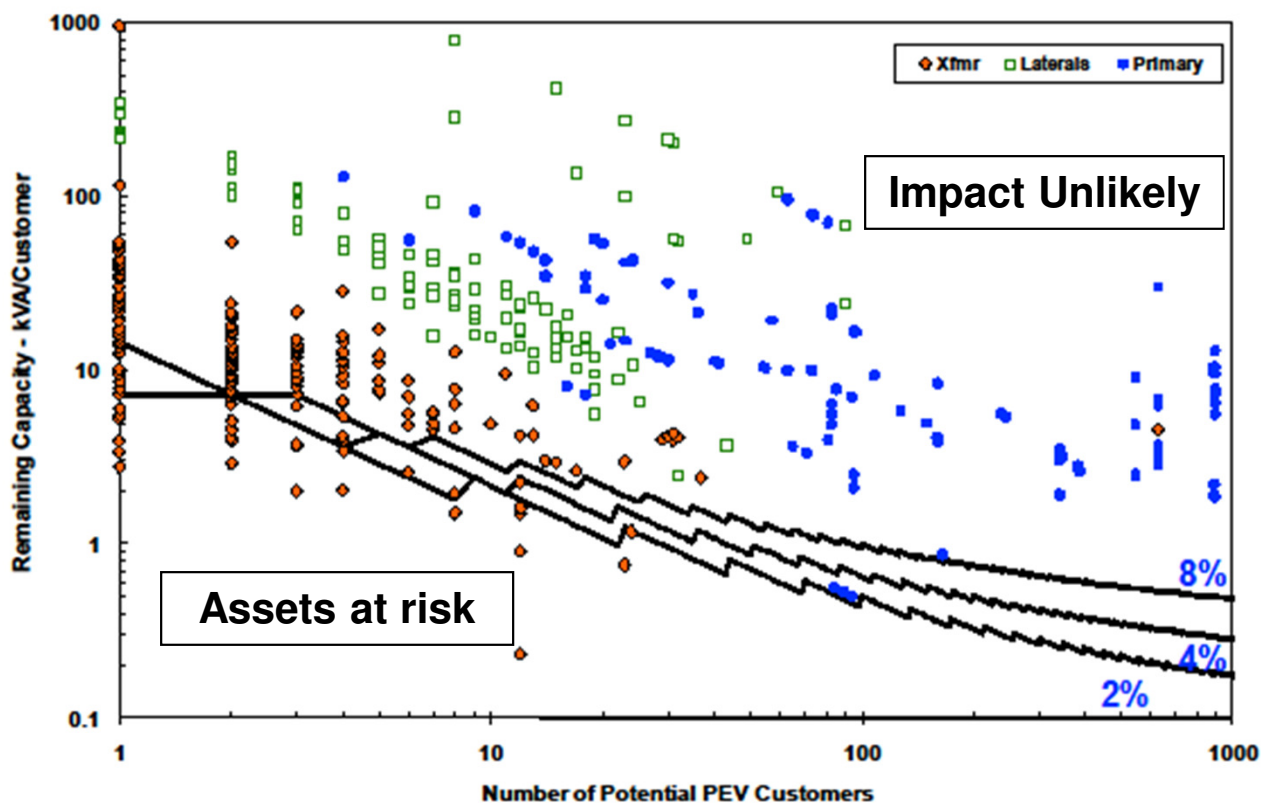 1000
100
10
1
0.1
Remaining Capacity - kVA/Customer
Xfmr Laterals Primary
Impact Unlikely
Assets at risk
8%
4%
2%
1 10 100 1000
Number of Potential PEV Customers